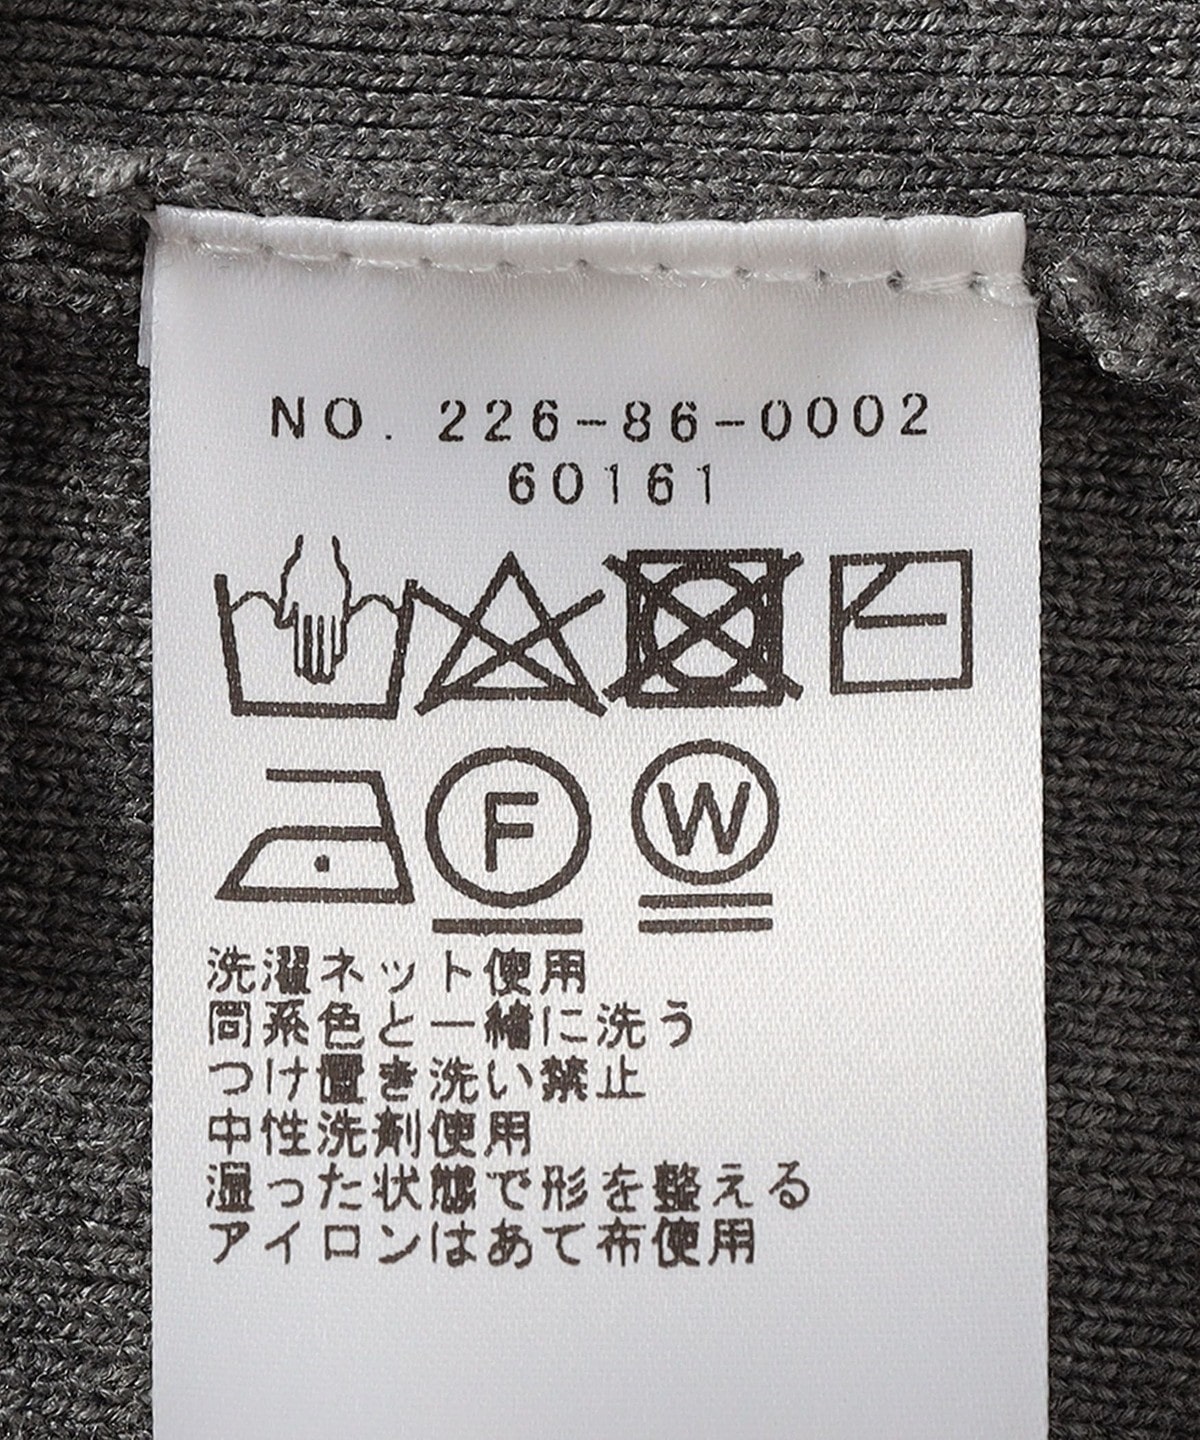 NO. 226-86-0002
60161
F W
洗濯ネット使用
同系色と一緒に洗う
つけ置き洗い禁止
中性洗剤使用
湿った状態で形を整える
アイロンはあて布使用